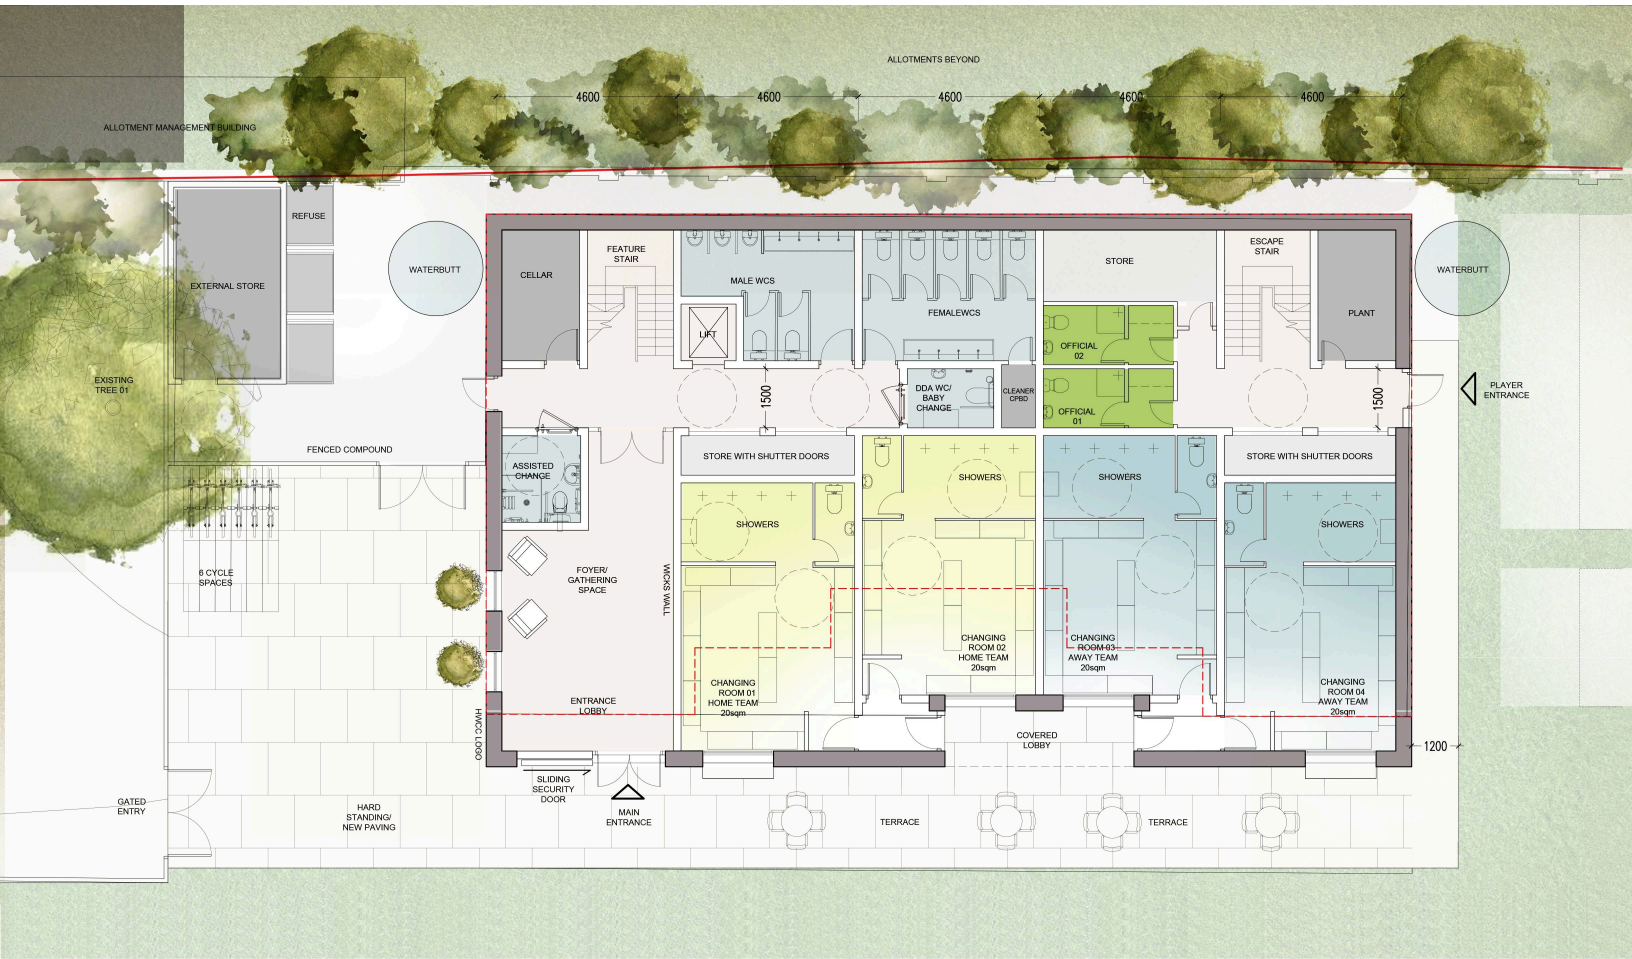 ALLOTMENTS BEYOND
4600
4600
4600
4600
4600
ALLOTMENT MANAGEMENT BUILDING
REFUSE
EXTERNAL STORE
WATERBUTT
CELLAR
FEATURE
STAIR
MALE WCS
LIFT
FEMALEWCS
STORE
ESCAPE
STAIR
PLANT
WATERBUTT
OFFICIAL
02
OFFICIAL
01
EXISTING
TREE 01
1500
DDA WC/
BABY
CHANGE
CLEANER
CPBD
1500
PLAYER
ENTRANCE
FENCED COMPOUND
ASSISTED
CHANGE
STORE WITH SHUTTER DOORS
SHOWERS
SHOWERS
STORE WITH SHUTTER DOORS
SHOWERS
SHOWERS
6 CYCLE
SPACES
FOYER/
GATHERING
SPACE
WICKS WALL
CHANGING
ROOM 01
HOME TEAM
20sqm
CHANGING
ROOM 02
HOME TEAM
20sqm
CHANGING
ROOM 03
AWAY TEAM
20sqm
CHANGING
ROOM 04
AWAY TEAM
20sqm
ENTRANCE
LOBBY
HWCC LOGO
COVERED
LOBBY
1200
SLIDING
SECURITY
DOOR
MAIN
ENTRANCE
GATED
ENTRY
HARD
STANDING/
NEW PAVING
TERRACE
TERRACE